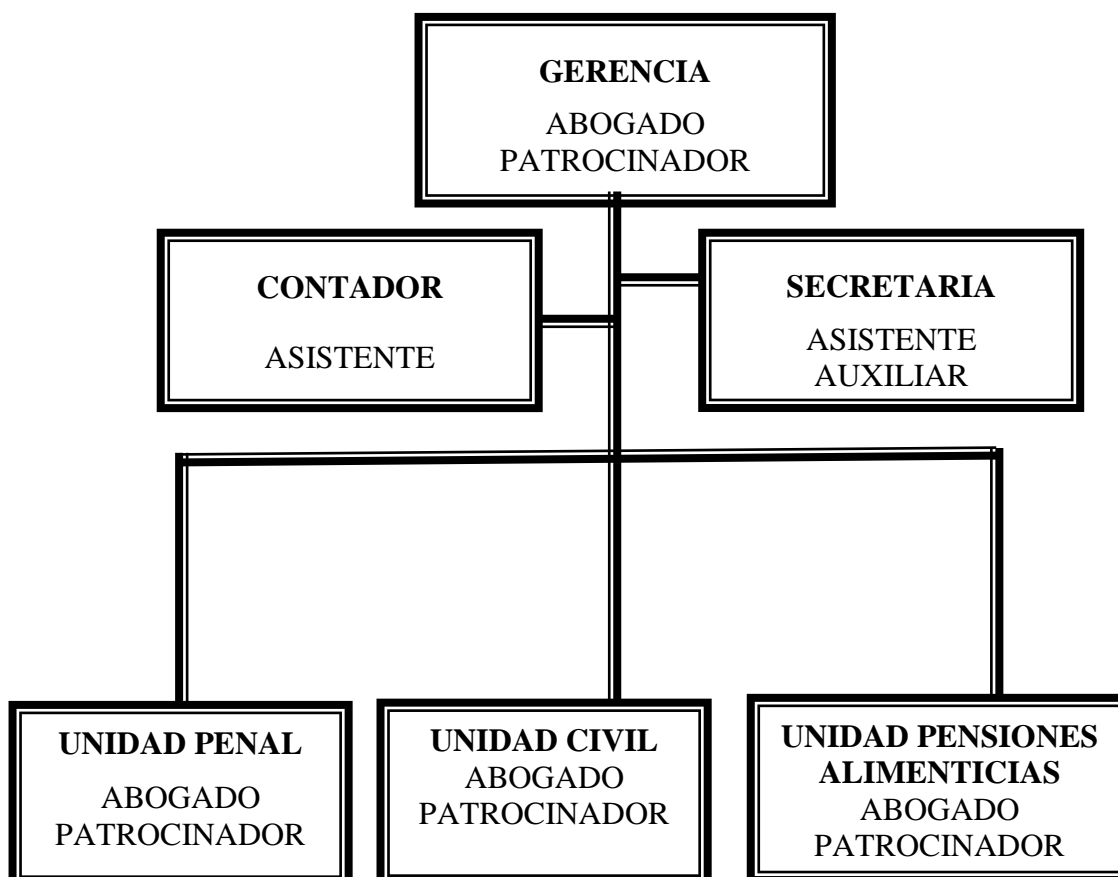 GERENCIA
ABOGADO
PATROCINADOR
CONTADOR
ASISTENTE
SECRETARIA
ASISTENTE
AUXILIAR
UNIDAD PENAL
ABOGADO
PATROCINADOR
UNIDAD CIVIL
ABOGADO
PATROCINADOR
UNIDAD PENSIONES
ALIMENTICIAS
ABOGADO
PATROCINADOR